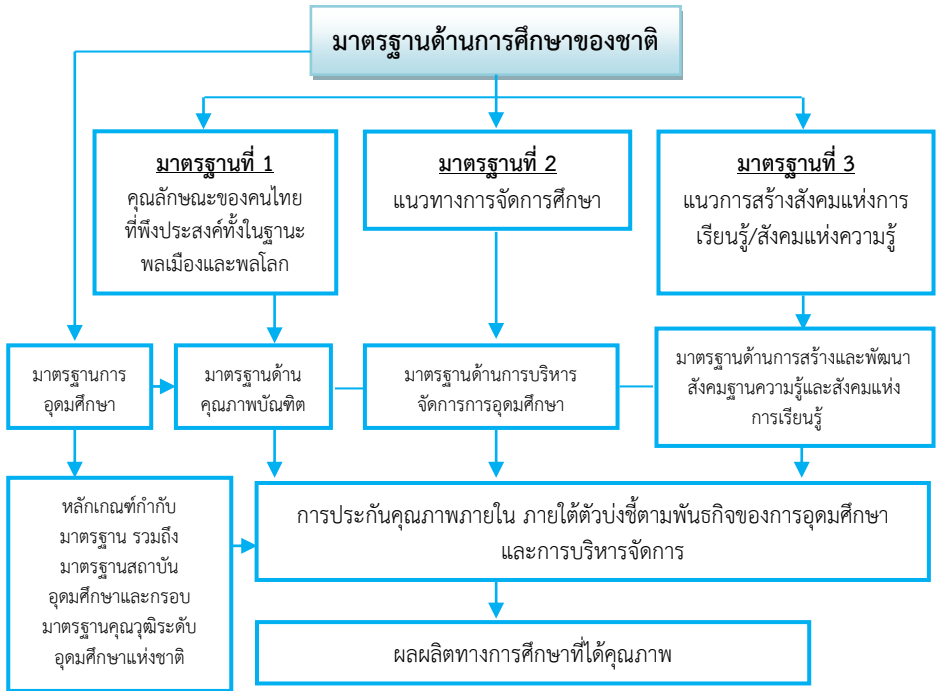 มาตรฐานด้านการศึกษาของชาติ
มาตรฐานที่ 1
คุณลักษณะของคนไทย
ที่พึงประสงค์ทั้งในฐานะ
พลเมืองและพลโลก
มาตรฐานที่ 2
แนวทางการจัดการศึกษา
มาตรฐานที่ 3
แนวการสร้างสังคมแห่งการ
เรียนรู้/สังคมแห่งความรู้
มาตรฐานการ
อุดมศึกษา
มาตรฐานด้าน
คุณภาพบัณฑิต
มาตรฐานด้านการบริหาร
จัดการการอุดมศึกษา
มาตรฐานด้านการสร้างและพัฒนา
สังคมฐานความรู้และสังคมแห่ง
การเรียนรู้
หลักเกณฑ์กำกับ
มาตรฐาน รวมถึง
มาตรฐานสถาบัน
อุดมศึกษาและกรอบ
มาตรฐานคุณวุฒิระดับ
อุดมศึกษาแห่งชาติ
การประกันคุณภาพภายใน ภายใต้ตัวบ่งชี้ตามพันธกิจของการอุดมศึกษา
และการบริหารจัดการ
ผลผลิตทางการศึกษาที่ได้คุณภาพ